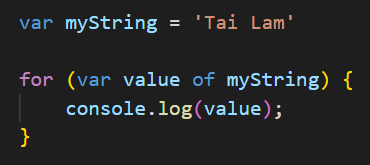 var myString = 'Tai Lam'
for (var value of myString) {
    console.log(value);
}